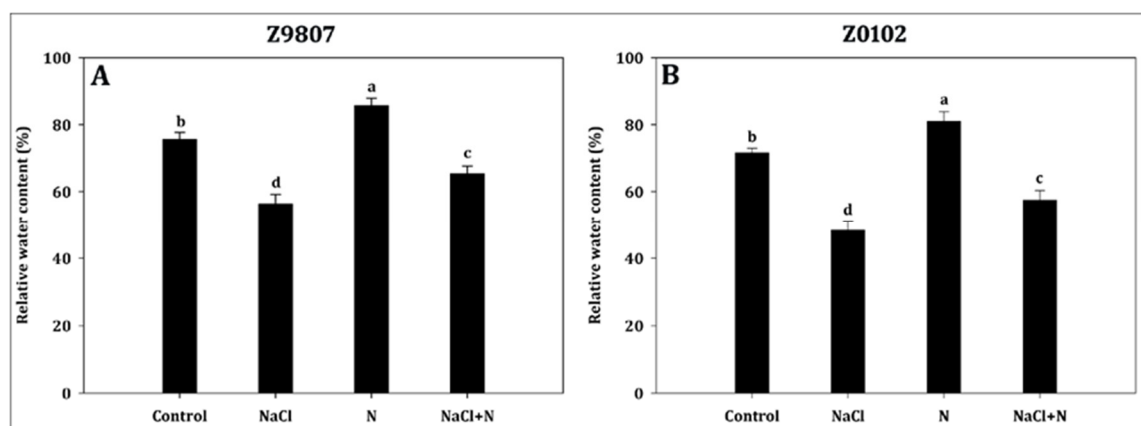 Z9807
A
Relative water content (%)
100
80
60
40
20
0
b
d
a
c
Control NaCl N NaCl+N
Z0102
B
Relative water content (%)
100
80
60
40
20
0
b
d
a
c
Control NaCl N NaCl+N